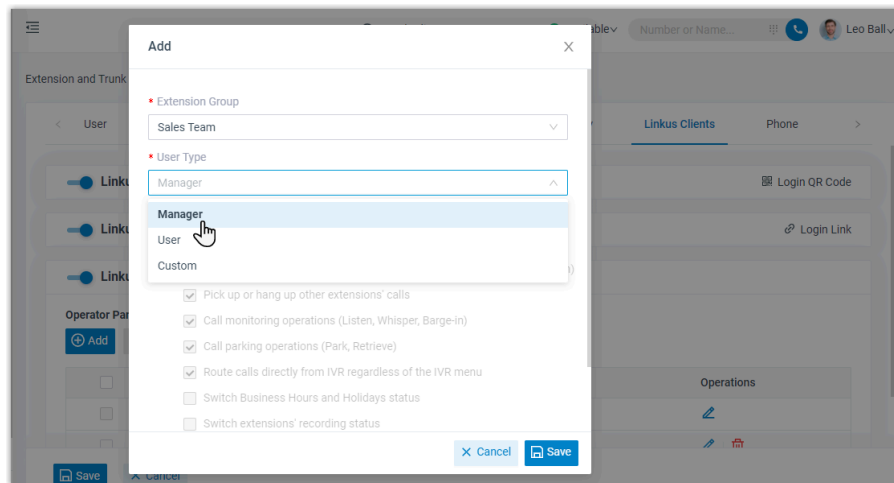 Add
Number or Name...
Leo Ball
Extension and Trunk
* Extension Group
Sales Team
User
Linkus Clients
Phone
* User Type
Manager
Login QR Code
Manager
User
Custom
Login Link
Pick up or hang up other extensions' calls
Call monitoring operations (Listen, Whisper, Barge-in)
Call parking operations (Park, Retrieve)
Route calls directly from IVR regardless of the IVR menu
Switch Business Hours and Holidays status
Switch extensions' recording status
Add
Operations
Cancel
Save
Save
Cancel